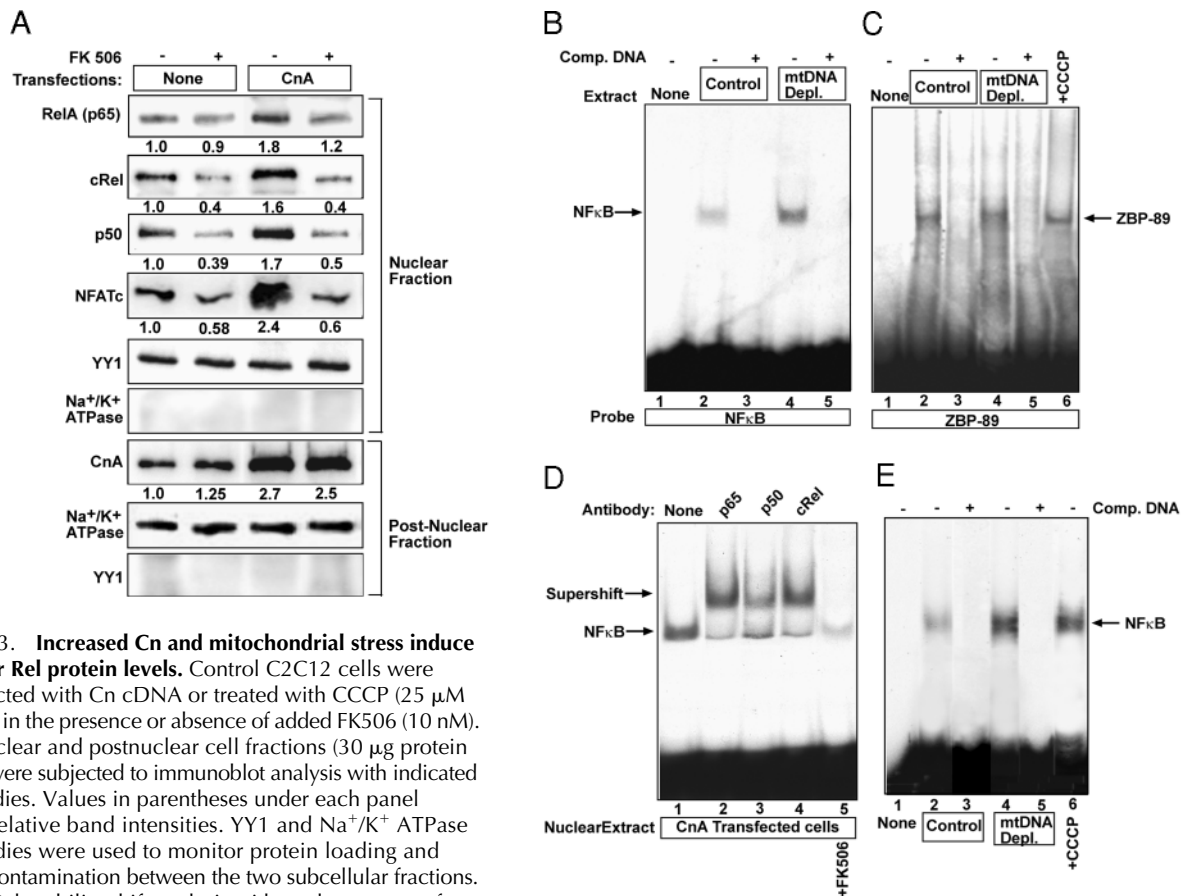 A
FK 506 - + - +
Transfections: None CnA
RelA (p65)
1.0 0.9 1.8 1.2
cRel
1.0 0.4 1.6 0.4
p50
1.0 0.39 1.7 0.5
NFATc
1.0 0.58 2.4 0.6
YY1
Na+/K+
ATPase
Nuclear
Fraction
CnA
1.0 1.25 2.7 2.5
Na+/K+
ATPase
YY1
Post-Nuclear
Fraction
B
Comp. DNA - - + - +
Extract None Control mtDNA
Depl.
NFκB
1 2 3 4 5
Probe NFκB
C
- - + - +
None Control mtDNA
Depl. +CCCP
ZBP-89
1 2 3 4 5 6
ZBP-89
D
Antibody: None p65 p50 cRel
Supershift
NFκB
1 2 3 4 5
NuclearExtract CnA Transfected cells
+FK506
E
- - + - + - Comp. DNA
NFκB
1 2 3 4 5 6
None Control mtDNA
Depl. +CCCP
3. Increased Cn and mitochondrial stress induce
r Rel protein levels. Control C2C12 cells were
cted with Cn cDNA or treated with CCCP (25 μM
in the presence or absence of added FK506 (10 nM).
clear and postnuclear cell fractions (30 μg protein
were subjected to immunoblot analysis with indicated
dies. Values in parentheses under each panel
elative band intensities. YY1 and Na+/K+ ATPase
dies were used to monitor protein loading and
ontamination between the two subcellular fractions.